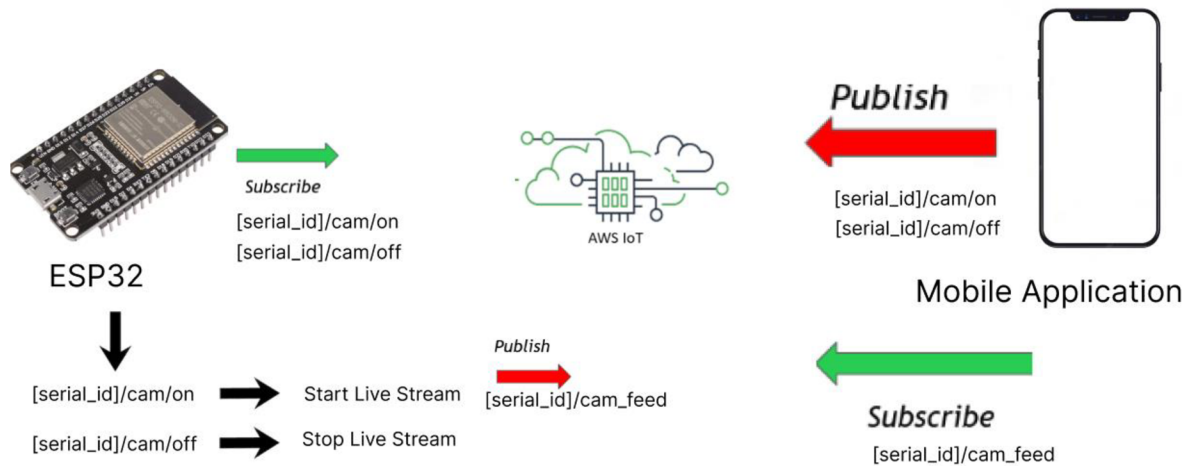 Publish
Subscribe
[serial_id]/cam/on
[serial_id]/cam/off
AWS IoT
[serial_id]/cam/on
[serial_id]/cam/off
ESP32
Mobile Application
[serial_id]/cam/on
Start Live Stream
Publish
[serial_id]/cam_feed
[serial_id]/cam/off
Stop Live Stream
Subscribe
[serial_id]/cam_feed